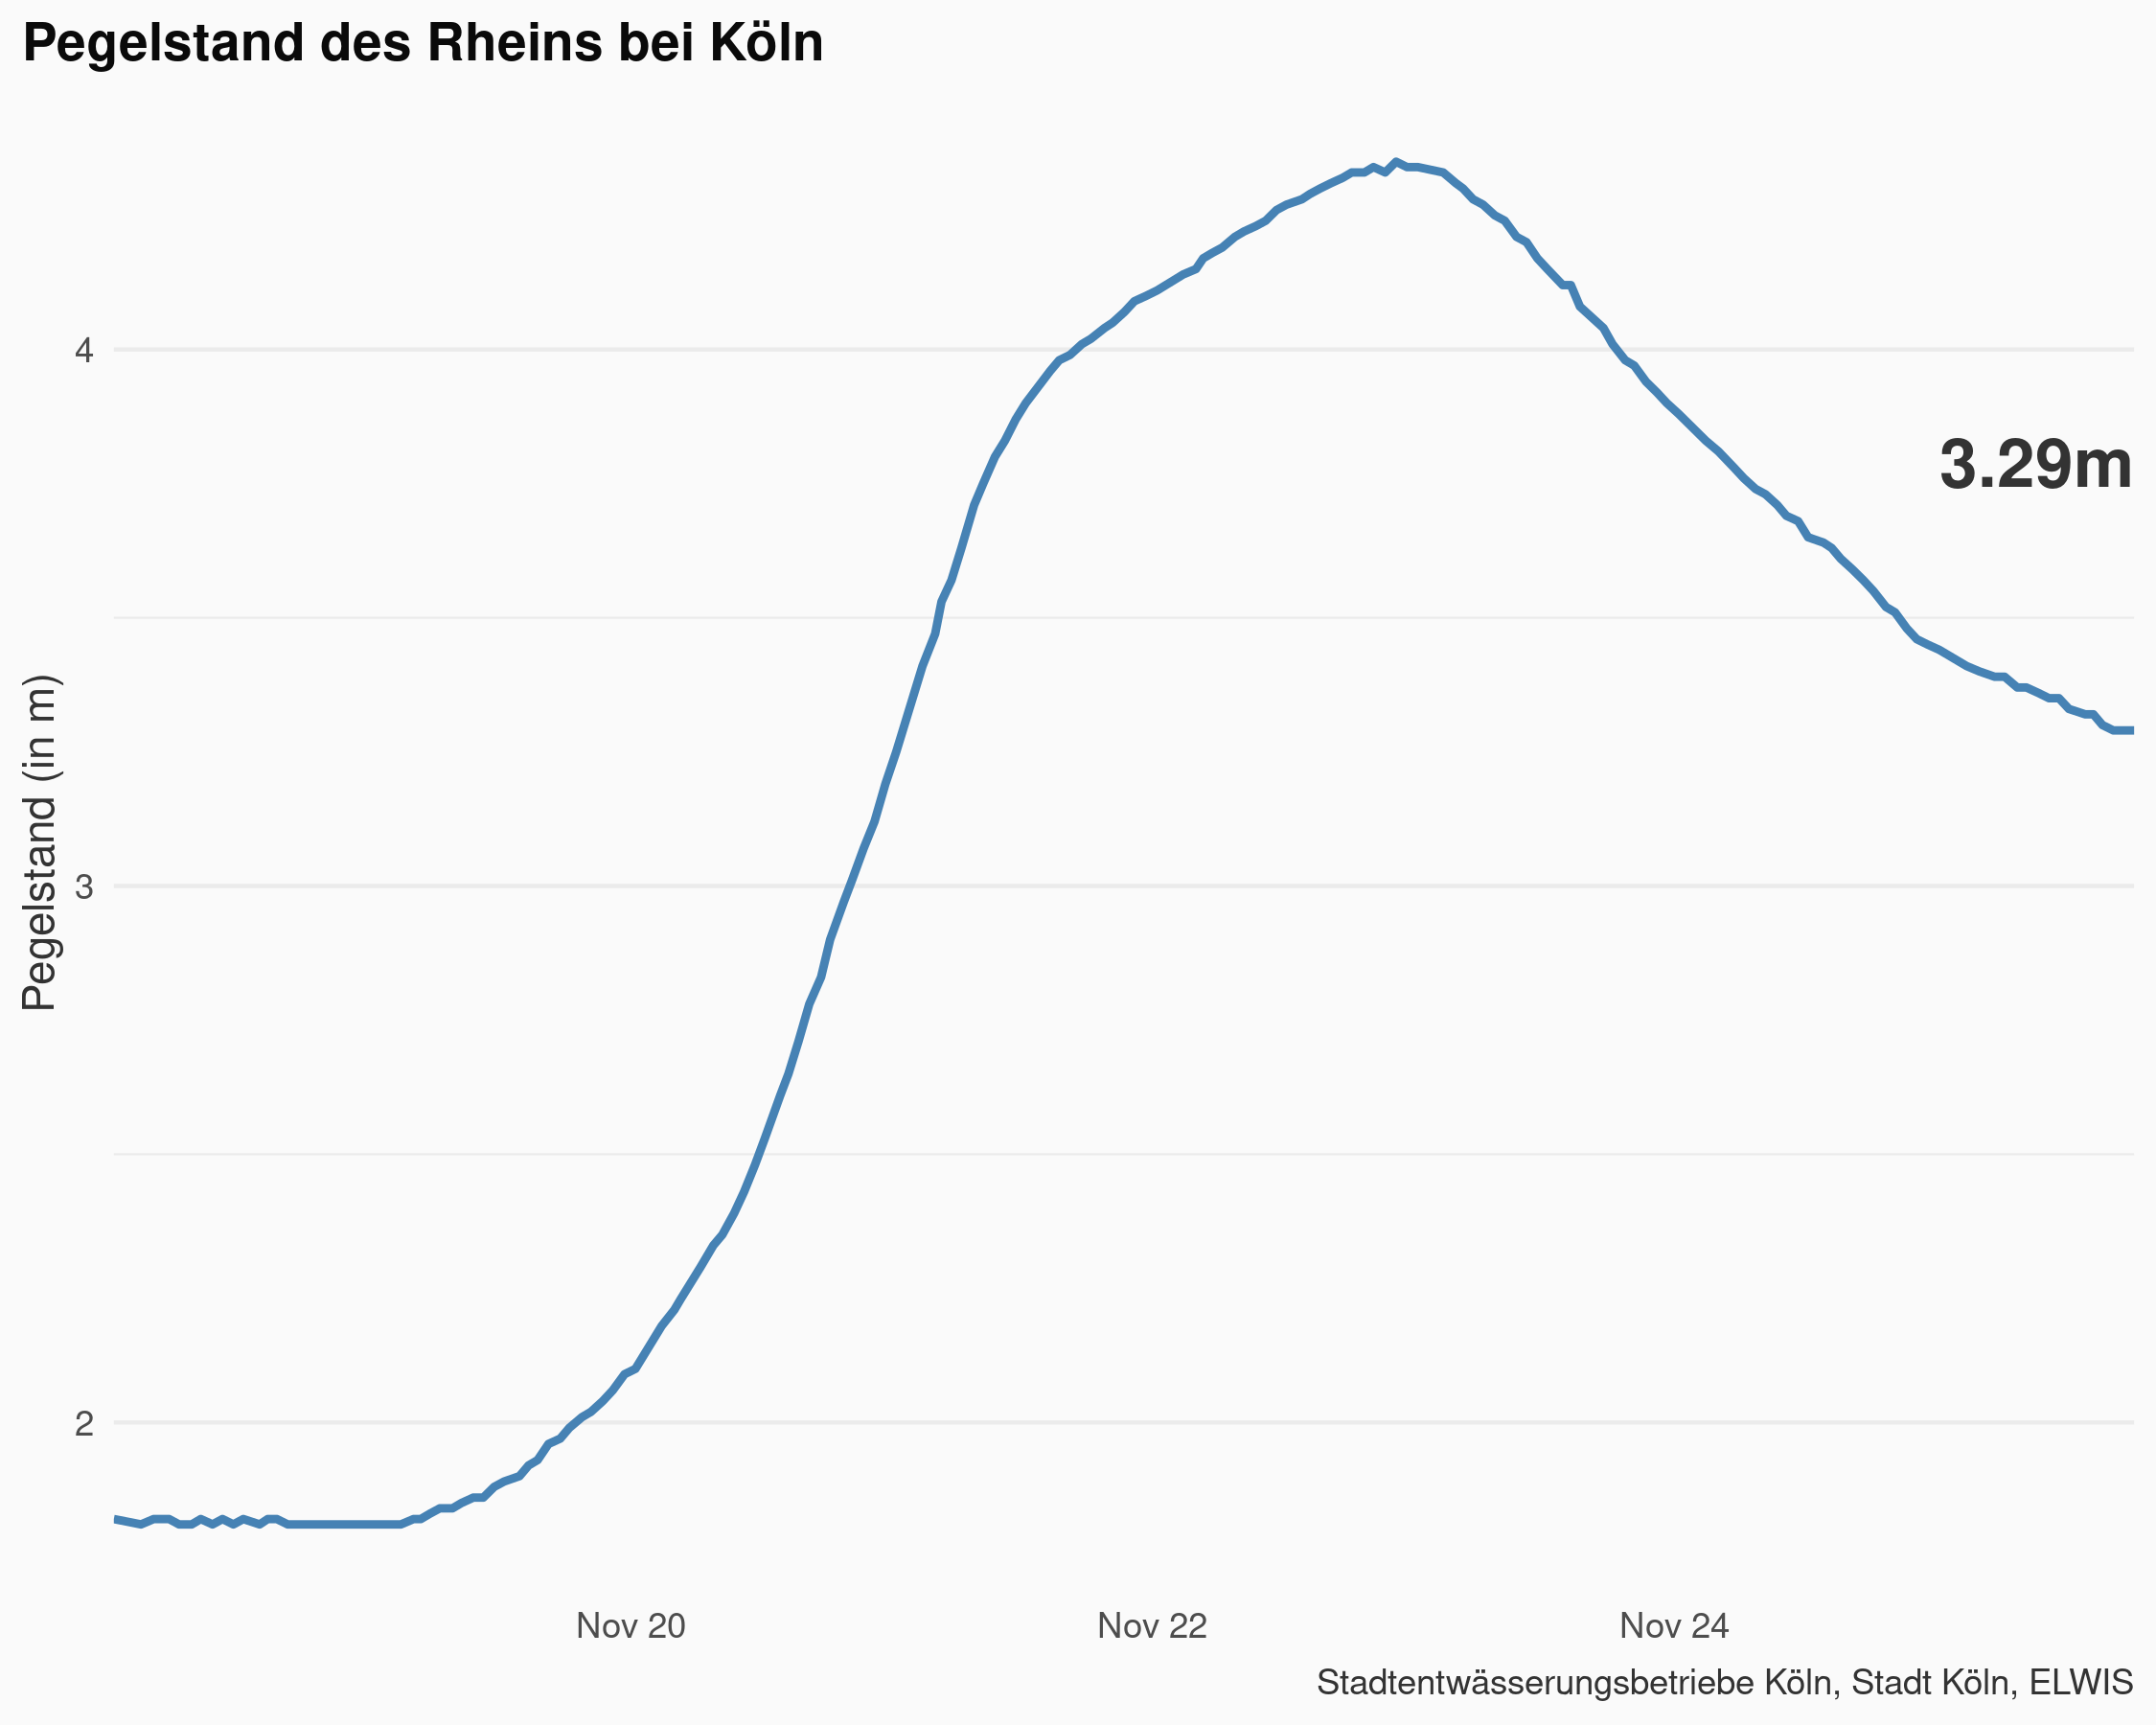 Pegelstand des Rheins bei Köln
Pegelstand (in m)
4
3
2
3.29m
Nov 20
Nov 22
Nov 24
Stadtentwässerungsbetriebe Köln, Stadt Köln, ELWIS